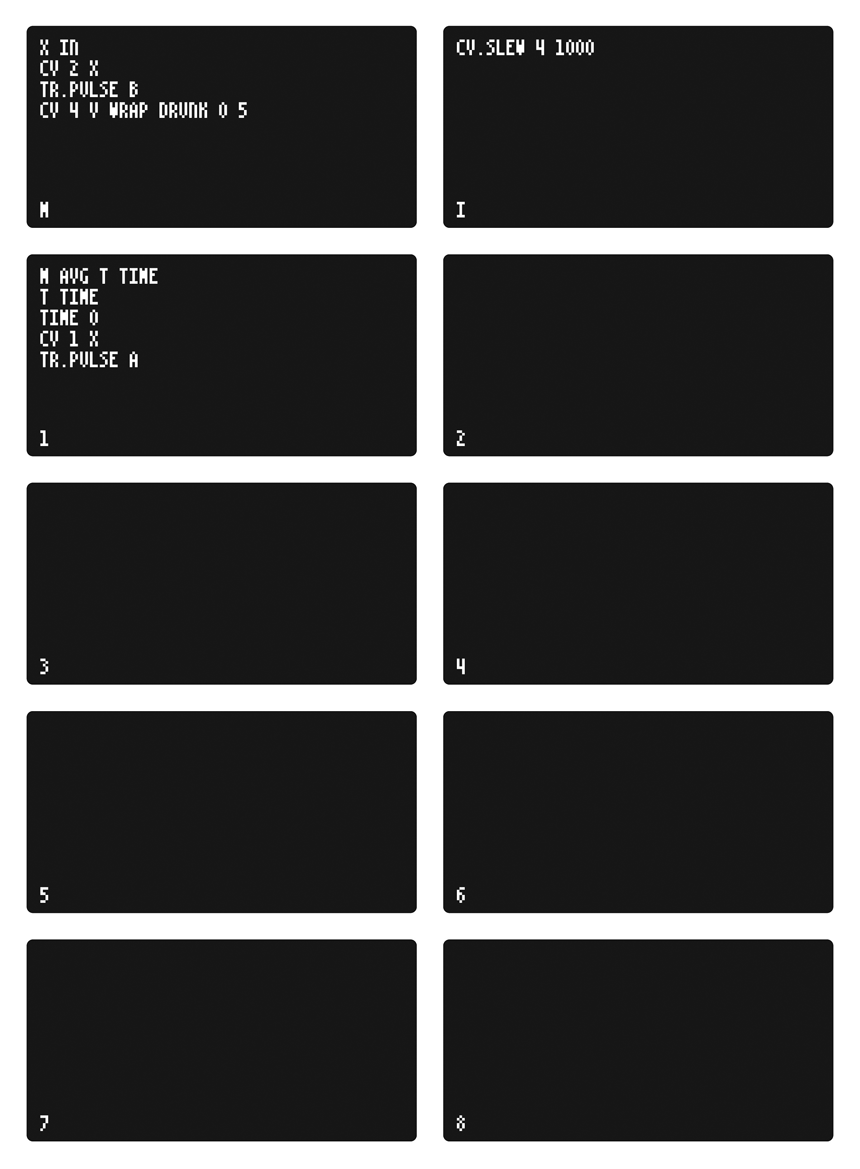 X IN
CV 2 X
TR.PULSE B
CV 4 V WRAP DRUNK 0 5
M
CV.SLEW 4 1000
I
M AVG T TIME
T TIME
TIME 0
CV 1 X
TR.PULSE A
1
2
3
4
5
6
7
8